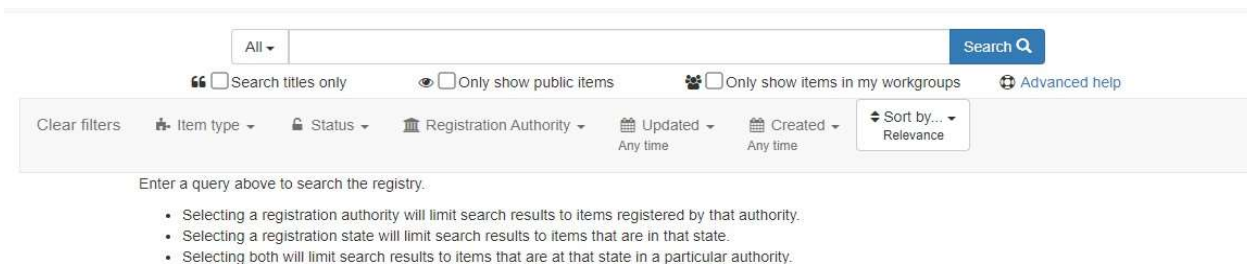 All
Search
Search titles only
Only show public items
Only show items in my workgroups
Advanced help
Clear filters
Item type
Status
Registration Authority
Updated
Any time
Created
Any time
Sort by...
Relevance
Enter a query above to search the registry.
• Selecting a registration authority will limit search results to items registered by that authority.
• Selecting a registration state will limit search results to items that are in that state.
• Selecting both will limit search results to items that are at that state in a particular authority.